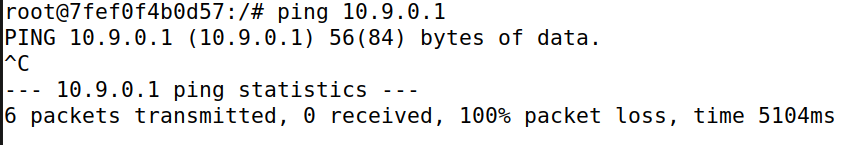 root@7fef0f4b0d57:/# ping 10.9.0.1
PING 10.9.0.1 (10.9.0.1) 56(84) bytes of data.
^C
--- 10.9.0.1 ping statistics ---
6 packets transmitted, 0 received, 100% packet loss, time 5104ms